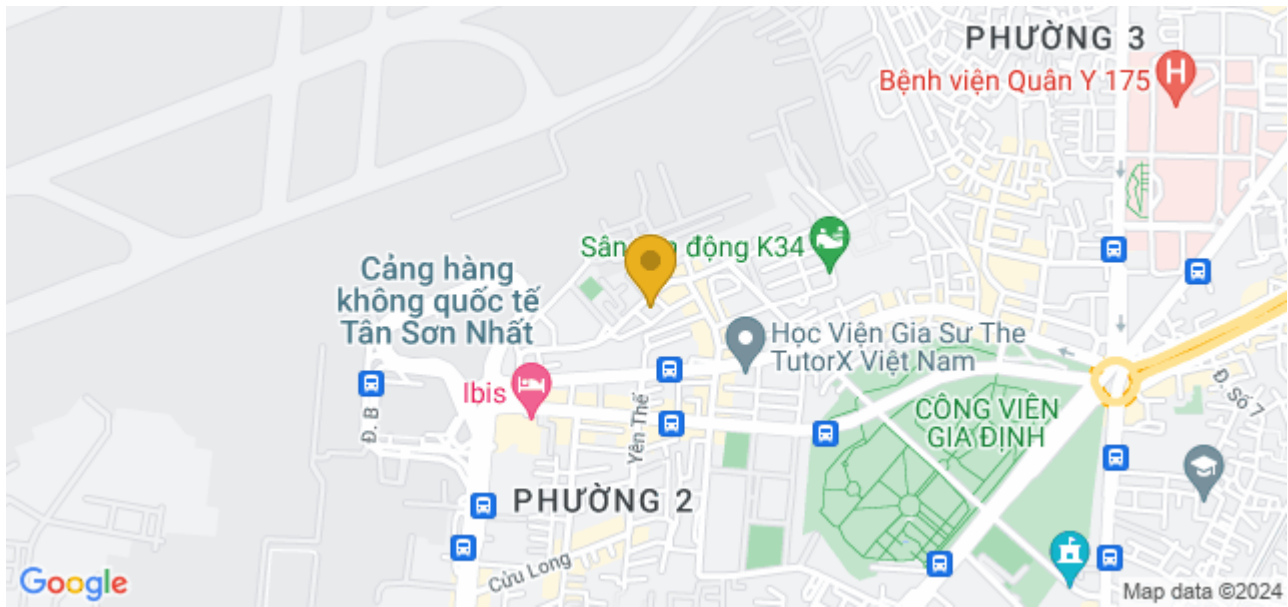 PHƯỜNG 3
Bệnh viện Quân Y 175
Sân
động K34
Cảng hàng
không quốc tế
Tân Sơn Nhất
Học Viện Gia Sư The
TutorX Việt Nam
Ibis
Đ. B
Yên Thế
CÔNG VIÊN
GIA ĐỊNH
Đ. Số 7
PHƯỜNG 2
Cửu Long
Google
Map data ©2024